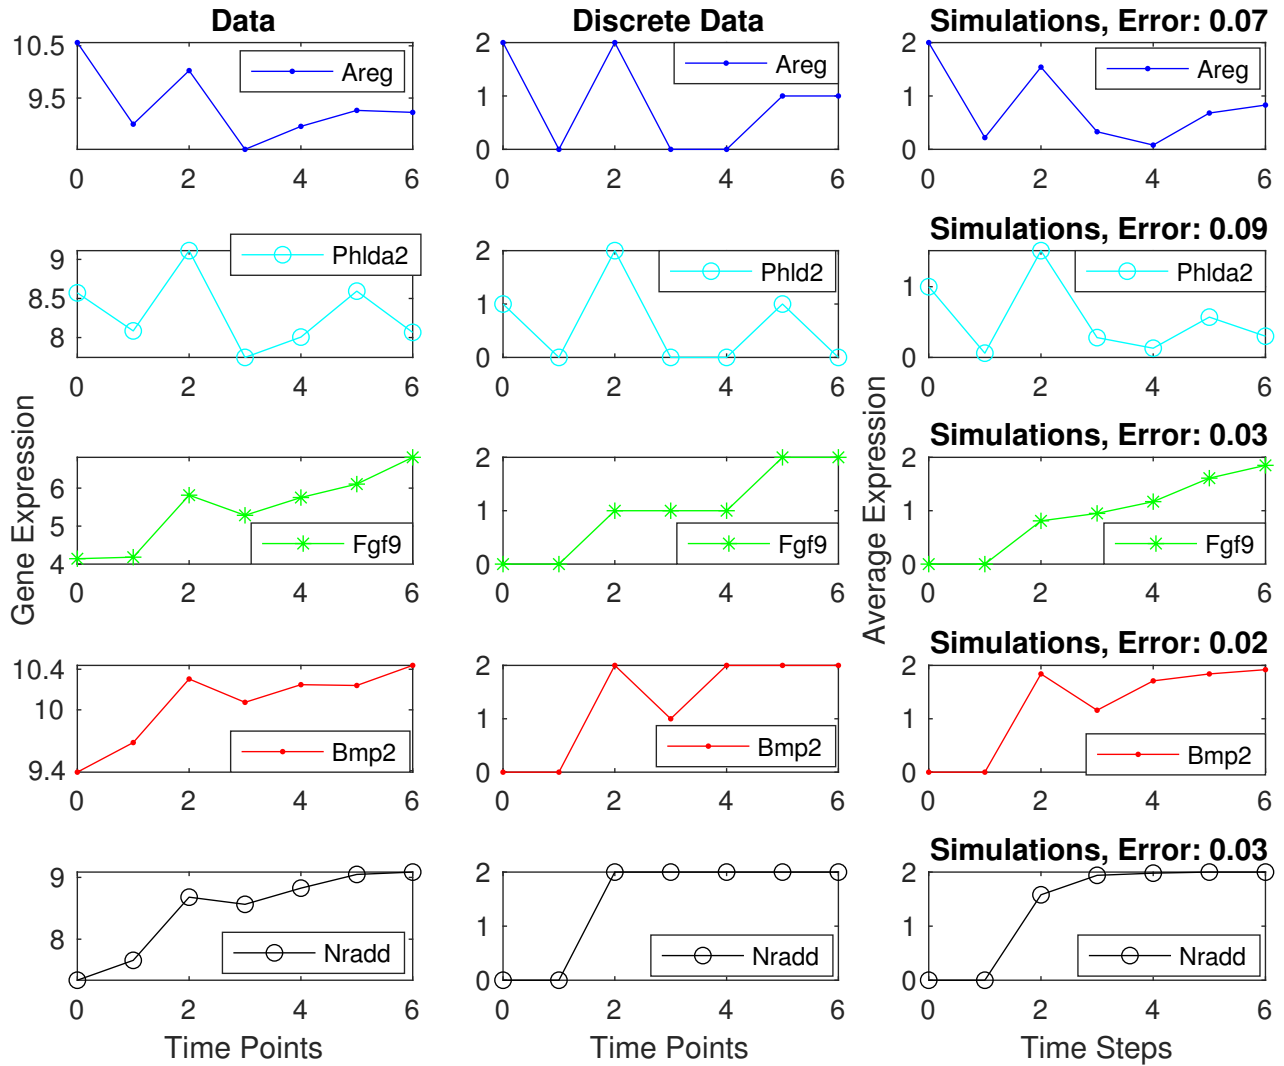 Data
Discrete Data
Simulations, Error: 0.07
10.5
9.5
Areg
0 2 4 6
2
1
0
Areg
0 2 4 6
2
1
0
Areg
0 2 4 6
Simulations, Error: 0.09
9
8.5
8
Phlda2
0 2 4 6
2
1
0
Phld2
0 2 4 6
1
0
Phlda2
0 2 4 6
Gene Expression
Average Expression
Simulations, Error: 0.03
6
5
4
Fgf9
0 2 4 6
2
1
0
Fgf9
0 2 4 6
2
1
0
Fgf9
0 2 4 6
Simulations, Error: 0.02
10.4
10
9.4
Bmp2
0 2 4 6
2
1
0
Bmp2
0 2 4 6
2
1
0
Bmp2
0 2 4 6
Simulations, Error: 0.03
9
8
Nradd
0 2 4 6
Time Points
2
1
0
Nradd
0 2 4 6
Time Points
2
1
0
Nradd
0 2 4 6
Time Steps